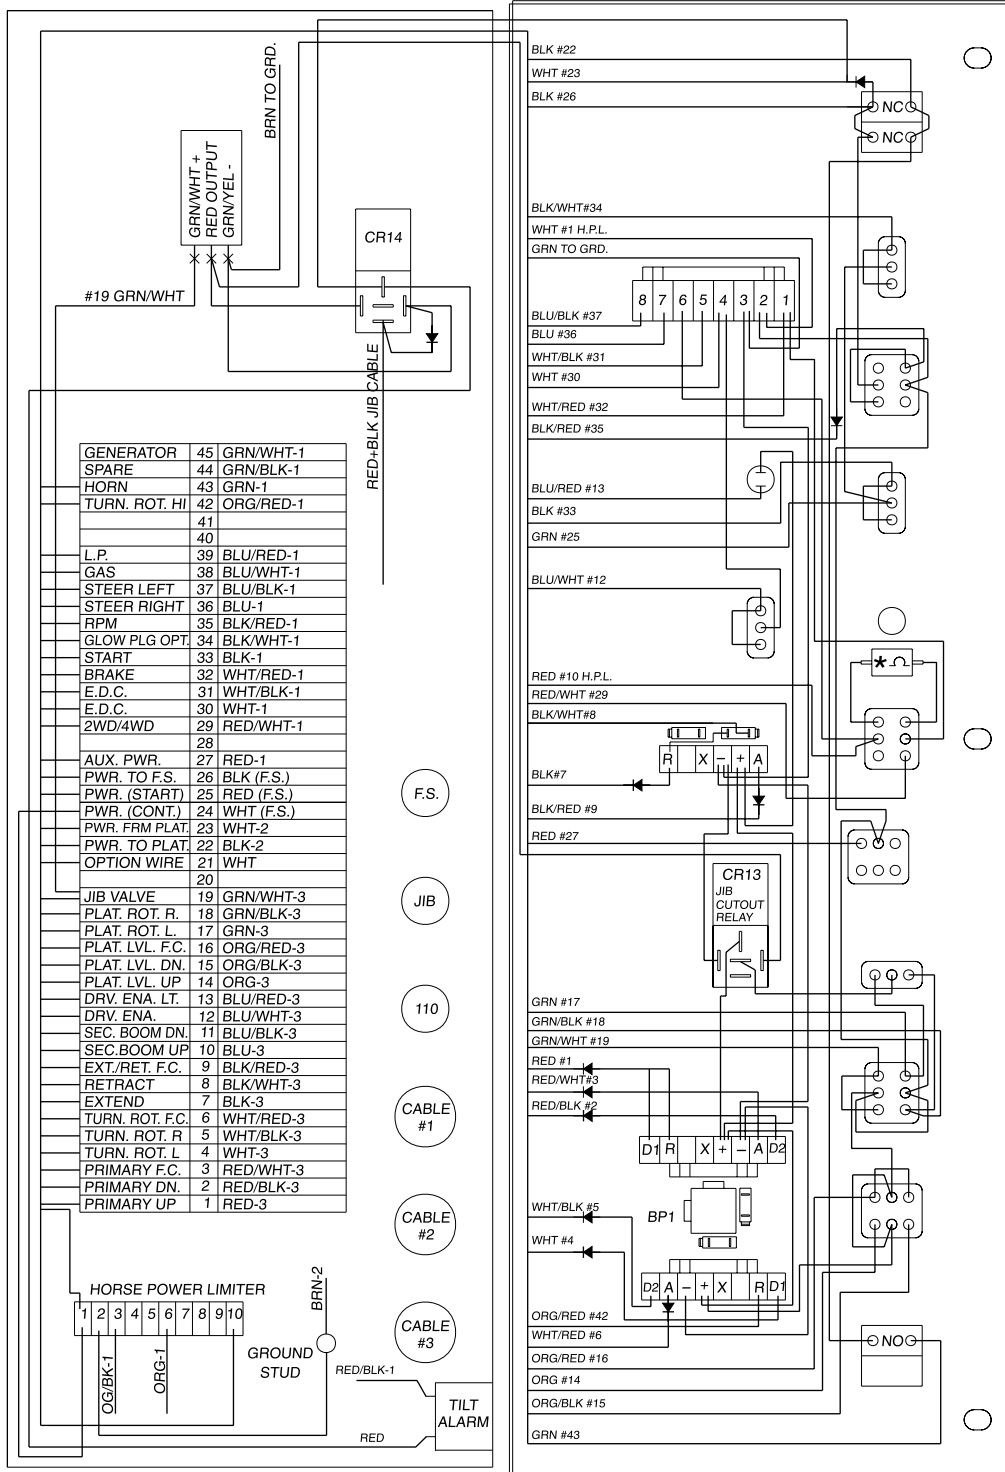 BRN TO GRD.
GRN/WHT +
RED OUTPUT
GRN/YEL -
CR14
#19 GRN/WHT
RED+BLK JIB CABLE
GENERATOR 45 GRN/WHT-1
SPARE 44 GRN/BLK-1
HORN 43 GRN-1
TURN. ROT. HI 42 ORG/RED-1
41
40
L.P. 39 BLU/RED-1
GAS 38 BLU/WHT-1
STEER LEFT 37 BLU/BLK-1
STEER RIGHT 36 BLU-1
RPM 35 BLK/RED-1
GLOW PLG OPT. 34 BLK/WHT-1
START 33 BLK-1
BRAKE 32 WHT/RED-1
E.D.C. 31 WHT/BLK-1
E.D.C. 30 WHT-1
2WD/4WD 29 RED/WHT-1
28
AUX. PWR. 27 RED-1
PWR. TO F.S. 26 BLK (F.S.)
PWR. (START) 25 RED (F.S.)
PWR. (CONT.) 24 WHT (F.S.)
PWR. FRM PLAT. 23 WHT-2
PWR. TO PLAT. 22 BLK-2
OPTION WIRE 21 WHT
20
JIB VALVE 19 GRN/WHT-3
PLAT. ROT. R. 18 GRN/BLK-3
PLAT. ROT. L. 17 GRN-3
PLAT. LVL. F.C. 16 ORG/RED-3
PLAT. LVL. DN. 15 ORG/BLK-3
PLAT. LVL. UP 14 ORG-3
DRV. ENA. LT. 13 BLU/RED-3
DRV. ENA. 12 BLU/WHT-3
SEC. BOOM DN. 11 BLU/BLK-3
SEC.BOOM UP 10 BLU-3
EXT./RET. F.C. 9 BLK/RED-3
RETRACT 8 BLK/WHT-3
EXTEND 7 BLK-3
TURN. ROT. F.C. 6 WHT/RED-3
TURN. ROT. R 5 WHT/BLK-3
TURN. ROT. L 4 WHT-3
PRIMARY F.C. 3 RED/WHT-3
PRIMARY DN. 2 RED/BLK-3
PRIMARY UP 1 RED-3
F.S.
JIB
110
CABLE
#1
CABLE
#2
CABLE
#3
HORSE POWER LIMITER
1 2 3 4 5 6 7 8 9 10
OG/BK-1
ORG-1
BRN-2
GROUND
STUD
RED/BLK-1
RED
TILT
ALARM
BLK #22
WHT #23
BLK #26
NC
NC
BLK/WHT#34
WHT #1 H.P.L.
GRN TO GRD.
8 7 6 5 4 3 2 1
BLU/BLK #37
BLU #36
WHT/BLK #31
WHT #30
WHT/RED #32
BLK/RED #35
BLU/RED #13
BLK #33
GRN #25
BLU/WHT #12
*Ω
RED #10 H.P.L.
RED/WHT #29
BLK/WHT#8
R X - + A
BLK#7
BLK/RED #9
RED #27
CR13
JIB
CUTOUT
RELAY
GRN #17
GRN/BLK #18
GRN/WHT #19
RED #1
RED/WHT#3
RED/BLK #2
D1 R X + - A D2
BP1
WHT/BLK #5
WHT #4
D2 A - + X R D1
ORG/RED #42
WHT/RED #6
ORG/RED #16
ORG #14
ORG/BLK #15
GRN #43
NO